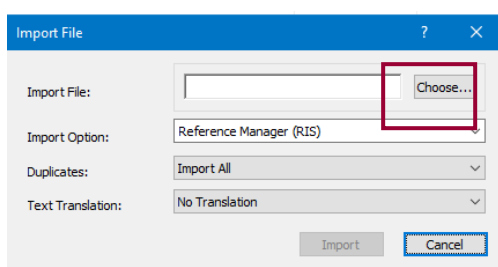 Import File ? ×
Import File: Choose...
Import Option: Reference Manager (RIS)
Duplicates: Import All
Text Translation: No Translation
Import Cancel